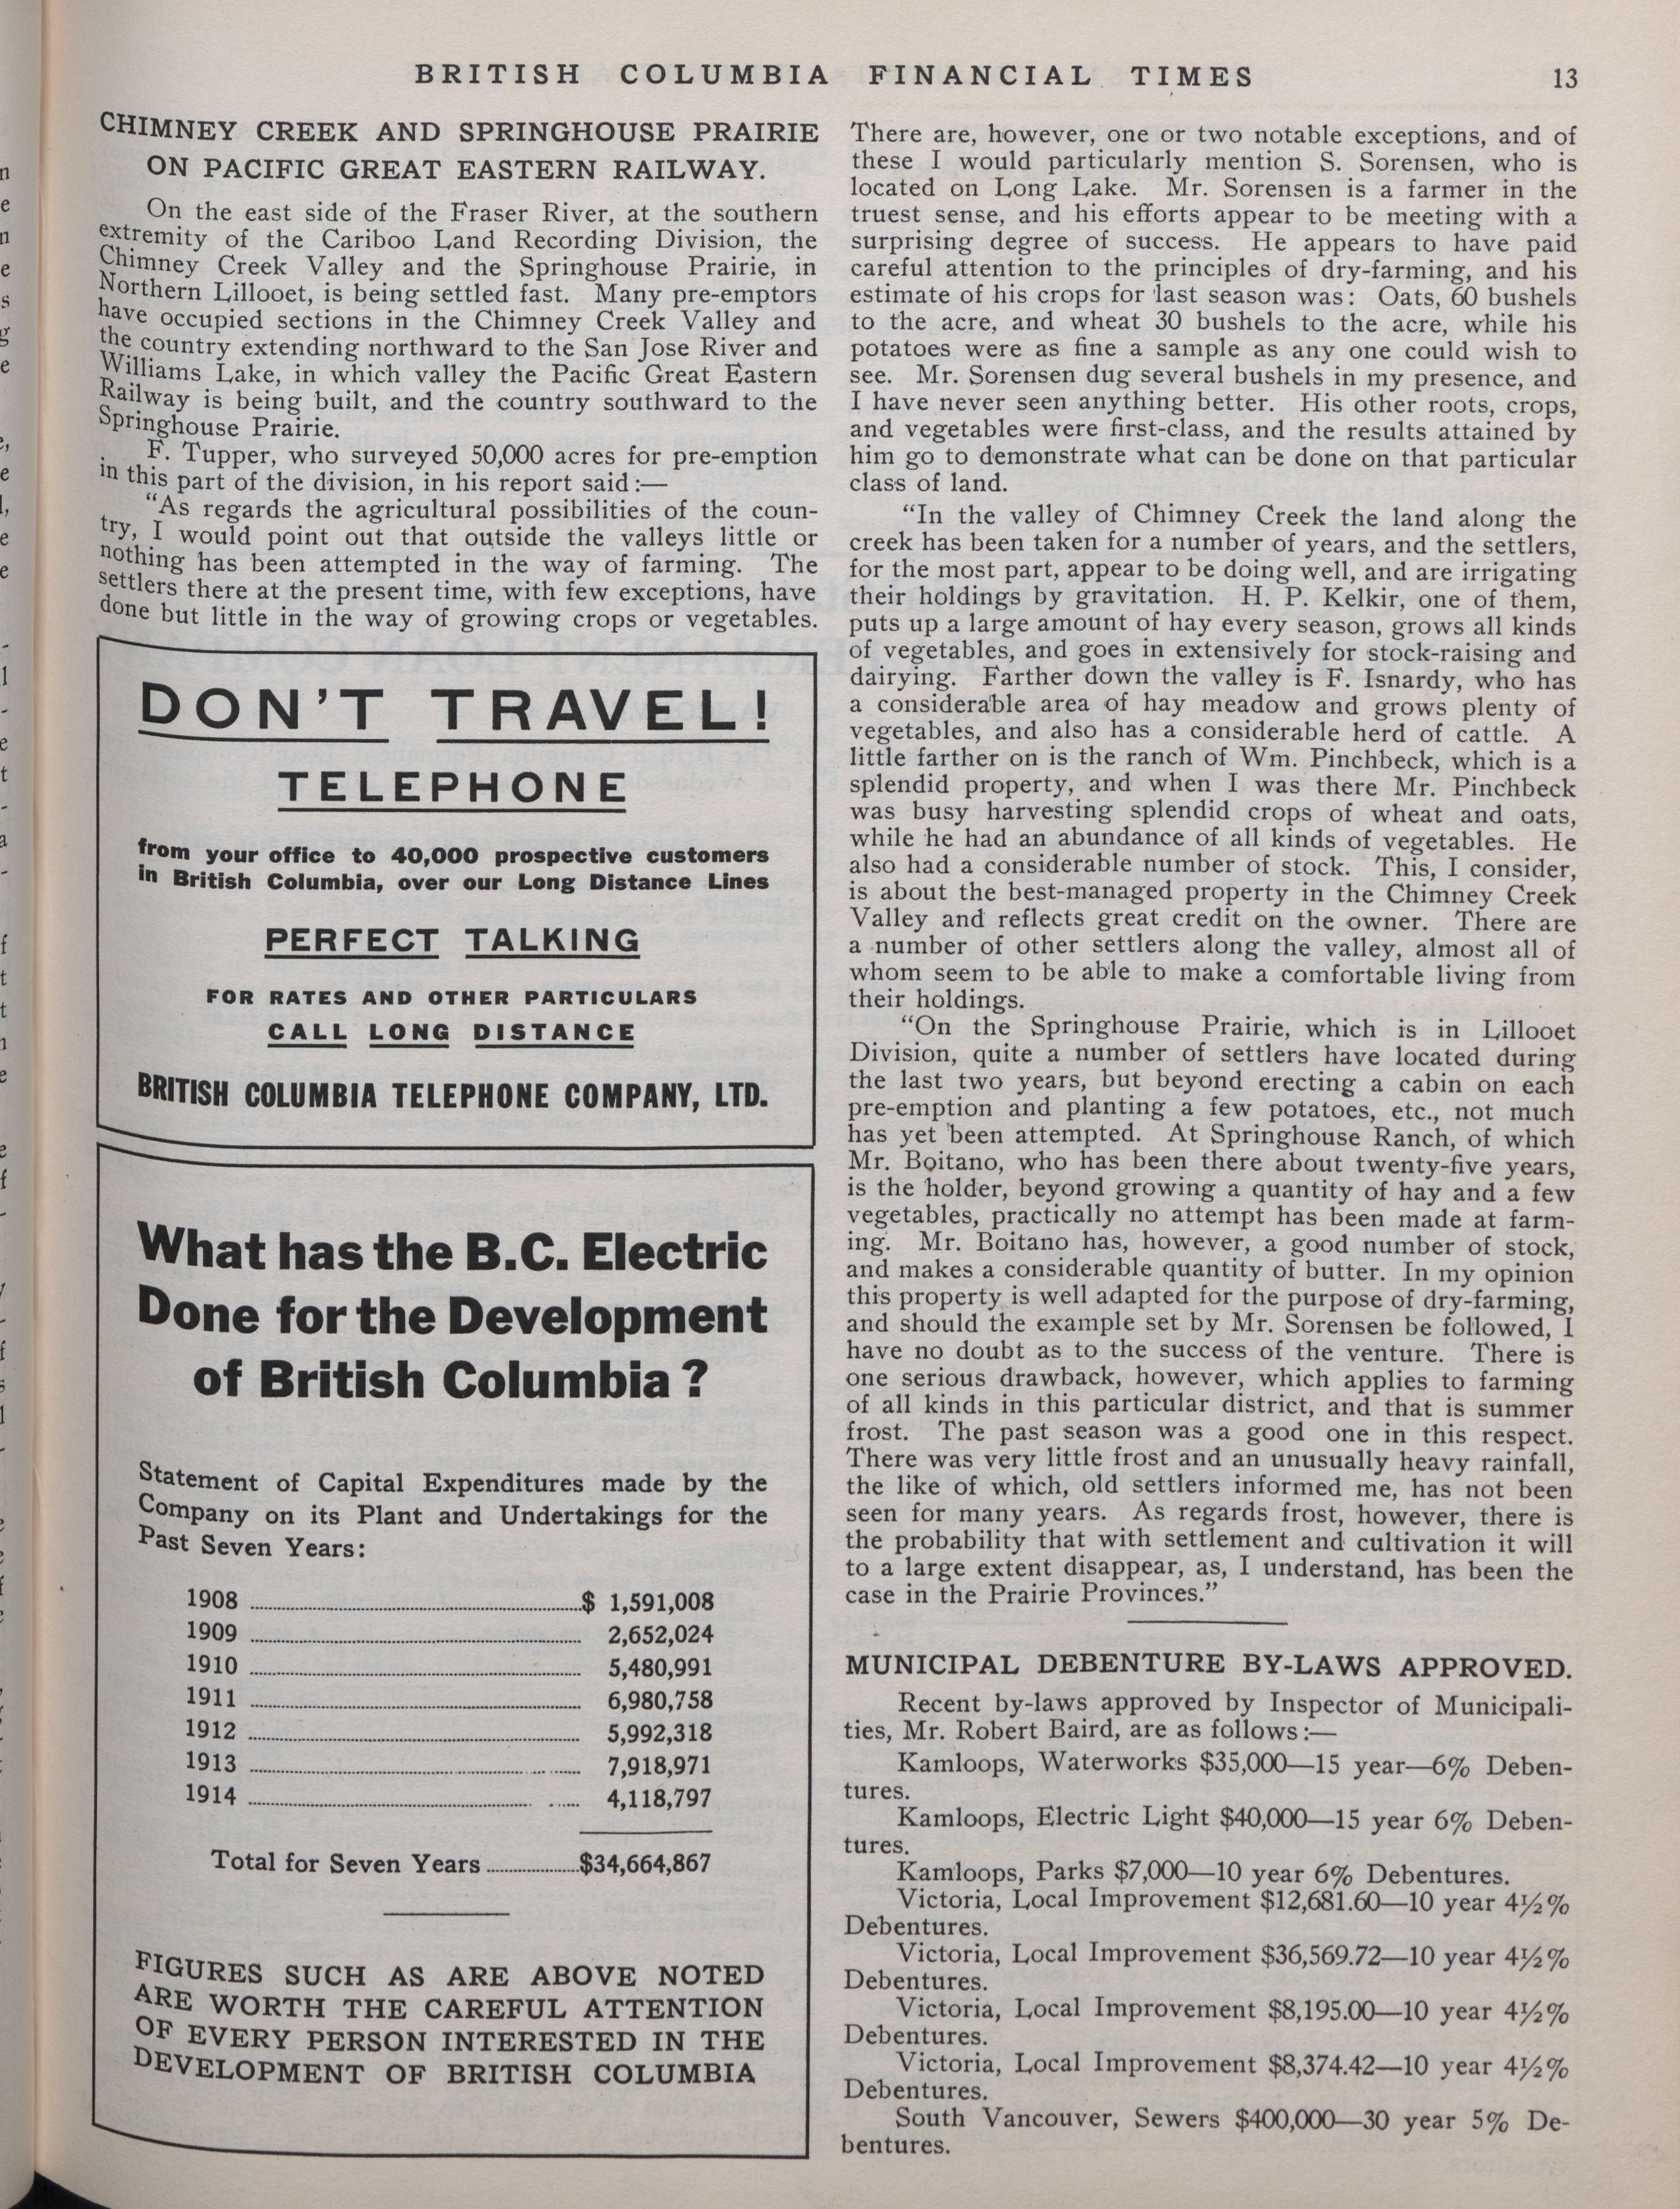 BRITISH COLUMBIA FINANCIAL TIMES 13
CHIMNEY CREEK AND SPRINGHOUSE PRAIRIE
ON PACIFIC GREAT EASTERN RAILWAY.
On the east side of the Fraser River, at the southern
extremity of the Cariboo Land Recording Division, the
Chimney Creek Valley and the Springhouse Prairie, in
Northern Lillooet, is being settled fast. Many pre-emptors
have occupied sections in the Chimney Creek Valley and
the country extending northward to the San Jose River and
Williams Lake, in which valley the Pacific Great Eastern
Railway is being built, and the country southward to the
Springhouse Prairie.
F. Tupper, who surveyed 50,000 acres for pre-emption
in this part of the division, in his report said:—
"As regards the agricultural possibilities of the coun-
try, I would point out that outside the valleys little or
nothing has been attempted in the way of farming. The
settlers there at the present time, with few exceptions, have
done but little in the way of growing crops or vegetables.
DON'T TRAVEL!
TELEPHONE
from your office to 40,000 prospective customers
in British Columbia, over our Long Distance Lines
PERFECT TALKING
FOR RATES AND OTHER PARTICULARS
CALL LONG DISTANCE
BRITISH COLUMBIA TELEPHONE COMPANY, LTD.
What has the B.C. Electric
Done for the Development
of British Columbia?
Statement of Capital Expenditures made by the
Company on its Plant and Undertakings for the
Past Seven Years:
1908 ........ $ 1,591,008
1909 ........ 2,652,024
1910 ........ 5,480,991
1911 ........ 6,980,758
1912 ........ 5,992,318
1913 ........ 7,918,971
1914 ........ 4,118,797
Total for Seven Years ........ $34,664,867
FIGURES SUCH AS ARE ABOVE NOTED
ARE WORTH THE CAREFUL ATTENTION
OF EVERY PERSON INTERESTED IN THE
DEVELOPMENT OF BRITISH COLUMBIA
There are, however, one or two notable exceptions, and of
these I would particularly mention S. Sorensen, who is
located on Long Lake. Mr. Sorensen is a farmer in the
truest sense, and his efforts appear to be meeting with a
surprising degree of success. He appears to have paid
careful attention to the principles of dry-farming, and his
estimate of his crops for last season was: Oats, 60 bushels
to the acre, and wheat 30 bushels to the acre, while his
potatoes were as fine a sample as any one could wish to
see. Mr. Sorensen dug several bushels in my presence, and
I have never seen anything better. His other roots, crops,
and vegetables were first-class, and the results attained by
him go to demonstrate what can be done on that particular
class of land.
"In the valley of Chimney Creek the land along the
creek has been taken for a number of years, and the settlers,
for the most part, appear to be doing well, and are irrigating
their holdings by gravitation. H. P. Kelkir, one of them,
puts up a large amount of hay every season, grows all kinds
of vegetables, and goes in extensively for stock-raising and
dairying. Farther down the valley is F. Isnardy, who has
a considerable area of hay meadow and grows plenty of
vegetables, and also has a considerable herd of cattle. A
little farther on is the ranch of Wm. Pinchbeck, which is a
splendid property, and when I was there Mr. Pinchbeck
was busy harvesting splendid crops of wheat and oats,
while he had an abundance of all kinds of vegetables. He
also had a considerable number of stock. This, I consider,
is about the best-managed property in the Chimney Creek
Valley and reflects great credit on the owner. There are
a number of other settlers along the valley, almost all of
whom seem to be able to make a comfortable living from
their holdings.
"On the Springhouse Prairie, which is in Lillooet
Division, quite a number of settlers have located during
the last two years, but beyond erecting a cabin on each
pre-emption and planting a few potatoes, etc., not much
has yet been attempted. At Springhouse Ranch, of which
Mr. Boitano, who has been there about twenty-five years,
is the holder, beyond growing a quantity of hay and a few
vegetables, practically no attempt has been made at farm-
ing. Mr. Boitano has, however, a good number of stock,
and makes a considerable quantity of butter. In my opinion
this property is well adapted for the purpose of dry-farming,
and should the example set by Mr. Sorensen be followed, I
have no doubt as to the success of the venture. There is
one serious drawback, however, which applies to farming
of all kinds in this particular district, and that is summer
frost. The past season was a good one in this respect.
There was very little frost and an unusually heavy rainfall,
the like of which, old settlers informed me, has not been
seen for many years. As regards frost, however, there is
the probability that with settlement and cultivation it will
to a large extent disappear, as, I understand, has been the
case in the Prairie Provinces."
MUNICIPAL DEBENTURE BY-LAWS APPROVED.
Recent by-laws approved by Inspector of Municipali-
ties, Mr. Robert Baird, are as follows:—
Kamloops, Waterworks $35,000—15 year—6% Deben-
tures.
Kamloops, Electric Light $40,000—15 year 6% Deben-
tures.
Kamloops, Parks $7,000—10 year 6% Debentures.
Victoria, Local Improvement $12,681.60—10 year 4½%
Debentures.
Victoria, Local Improvement $36,569.72—10 year 4½%
Debentures.
Victoria, Local Improvement $8,195.00—10 year 4½%
Debentures.
Victoria, Local Improvement $8,374.42—10 year 4½%
Debentures.
South Vancouver, Sewers $400,000—30 year 5% De-
bentures.